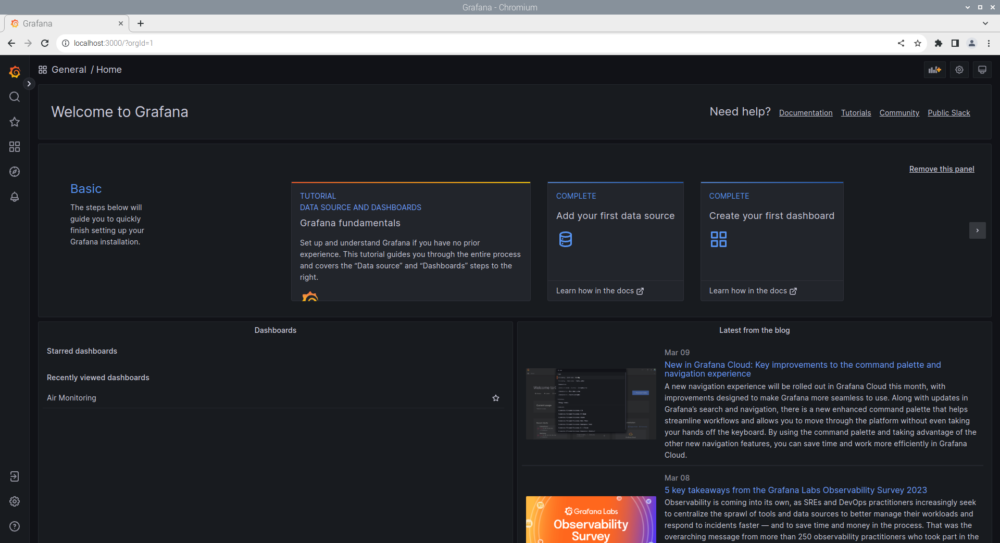 Grafana - Chromium
Grafana
localhost:3000/?orgId=1
General / Home
Welcome to Grafana
Need help? Documentation Tutorials Community Public Slack
Remove this panel
Basic
The steps below will
guide you to quickly
finish setting up your
Grafana installation.
TUTORIAL
DATA SOURCE AND DASHBOARDS
Grafana fundamentals
Set up and understand Grafana if you have no prior
experience. This tutorial guides you through the entire process
and covers the “Data source” and “Dashboards” steps to the
right.
COMPLETE
Add your first data source
Learn how in the docs
COMPLETE
Create your first dashboard
Learn how in the docs
Dashboards
Starred dashboards
Recently viewed dashboards
Air Monitoring
Latest from the blog
Mar 09
New in Grafana Cloud: Key improvements to the command palette and
navigation experience
A new navigation experience will be rolled out in Grafana Cloud this month, with
improvements designed to make Grafana more seamless to use. Along with updates in
Grafana’s search and navigation, there is a new enhanced command palette that helps
streamline workflows and allows you to move through the platform without even taking
your hands off the keyboard. By using the command palette and taking advantage of the
other new navigation features, you can save time and work more efficiently in Grafana
Cloud.
Welcome to
Mar 08
5 key takeaways from the Grafana Labs Observability Survey 2023
Observability is coming into its own, as SREs and DevOps practitioners increasingly seek
to centralize the sprawl of tools and data sources to better manage their workloads and
respond to incidents faster — and to save time and money in the process. That was the
overarching message from more than 250 observability practitioners who took part in the
Grafana Labs
Observability
Survey